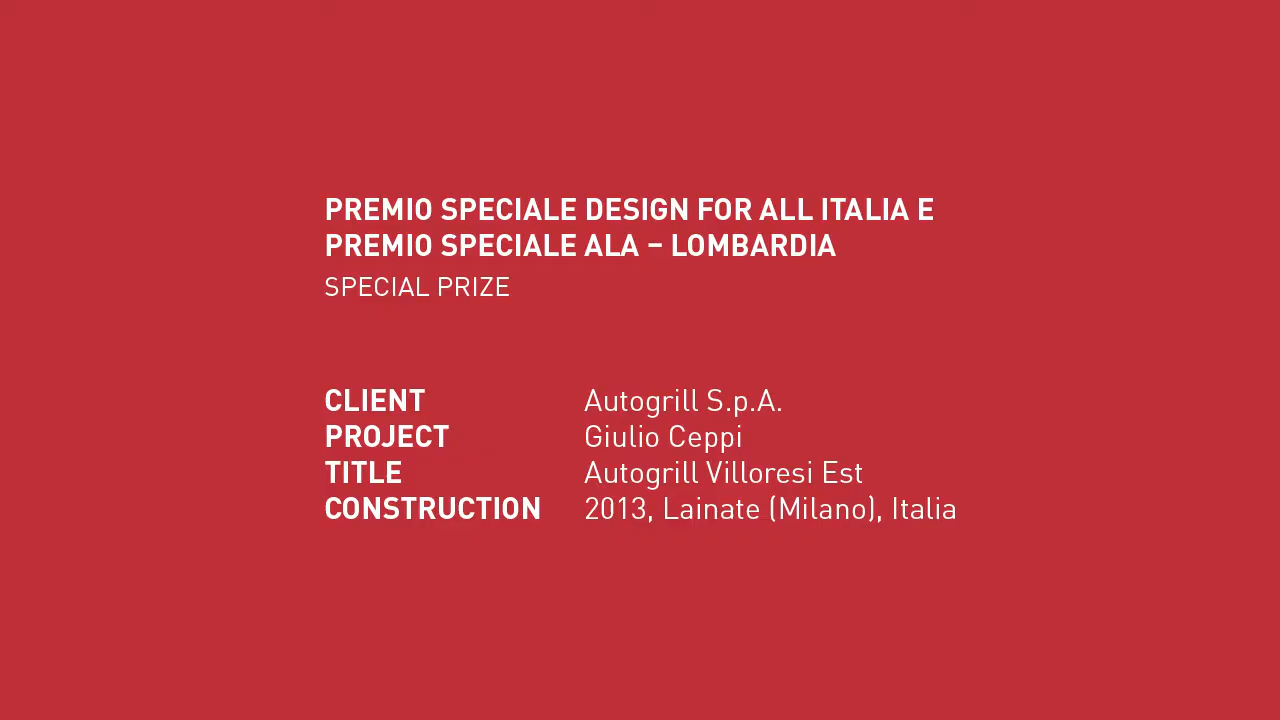 PREMIO SPECIALE DESIGN FOR ALL ITALIA E
PREMIO SPECIALE ALA – LOMBARDIA
SPECIAL PRIZE
CLIENT Autogrill S.p.A.
PROJECT Giulio Ceppi
TITLE Autogrill Villoresi Est
CONSTRUCTION 2013, Lainate (Milano), Italia